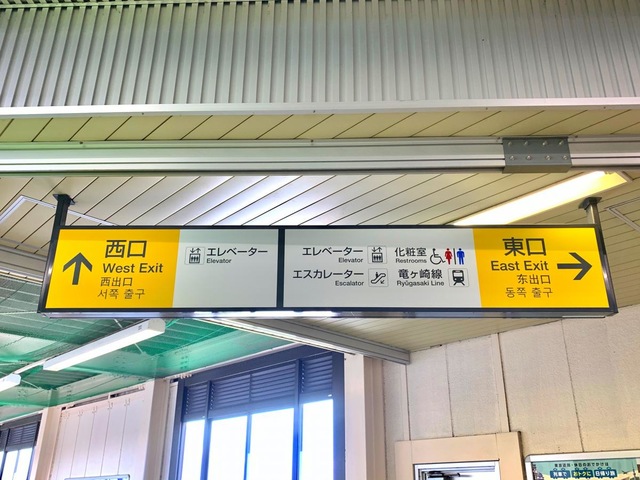 西口
West Exit
西出口
서쪽 출구
エレベーター
Elevator
エレベーター
Elevator
エスカレーター
Escalator
化粧室
Restrooms
竜ヶ崎線
Ryūgasaki Line
東口
East Exit
东出口
동쪽 출구